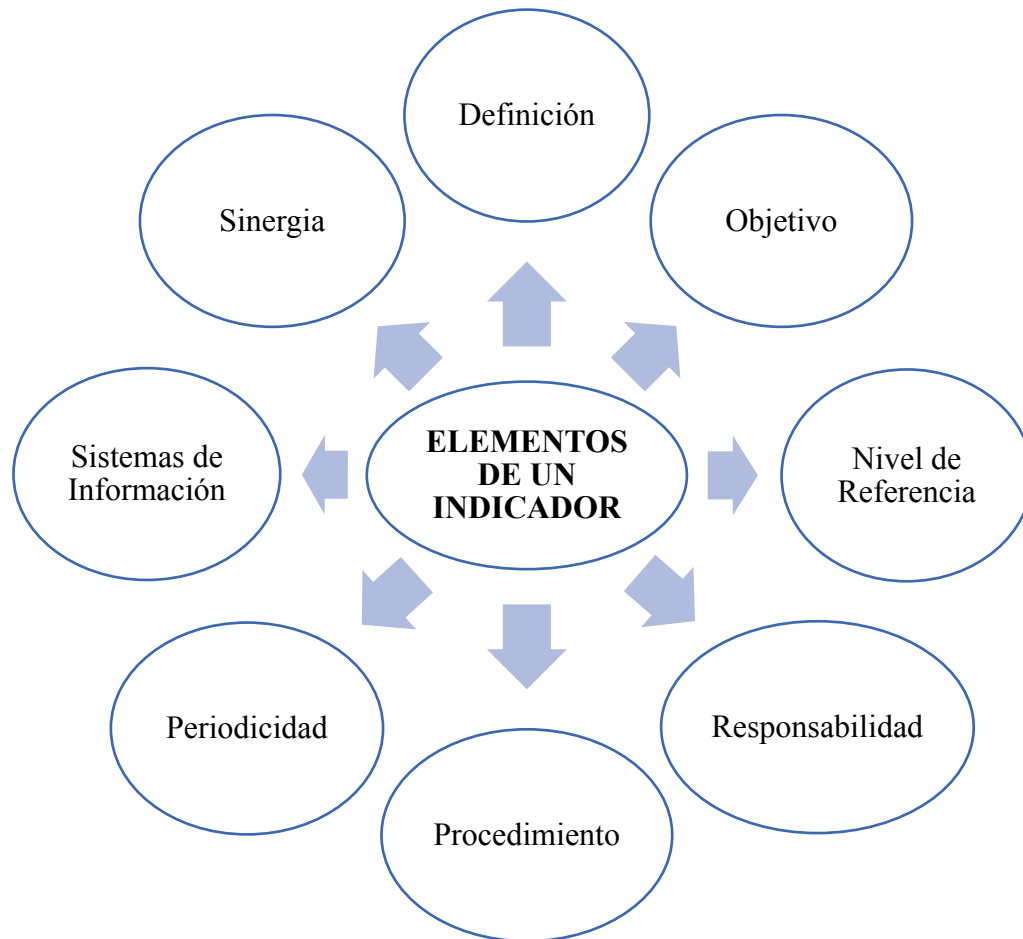 Definición
Sinergia
Objetivo
ELEMENTOS
DE UN
INDICADOR
Sistemas de
Información
Nivel de
Referencia
Periodicidad
Responsabilidad
Procedimiento